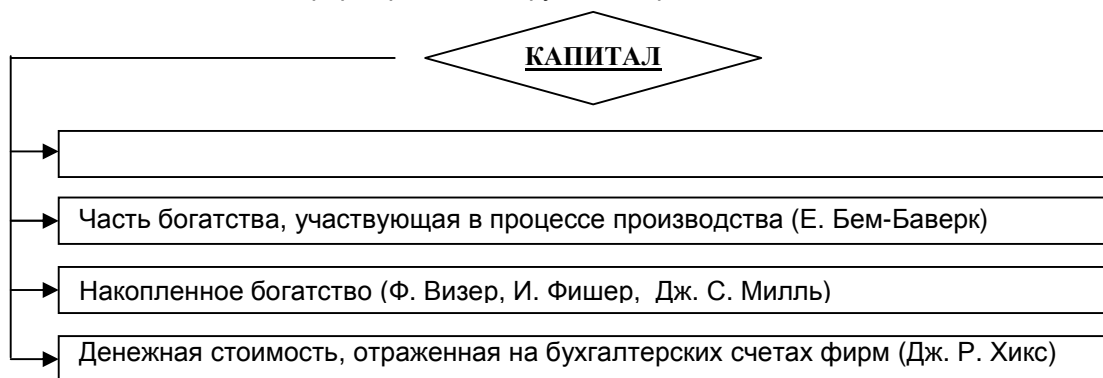 КАПИТАЛ
Часть богатства, участвующая в процессе производства (Е. Бем-Баверк)
Накопленное богатство (Ф. Визер, И. Фишер, Дж. С. Милль)
Денежная стоимость, отраженная на бухгалтерских счетах фирм (Дж. Р. Хикс)